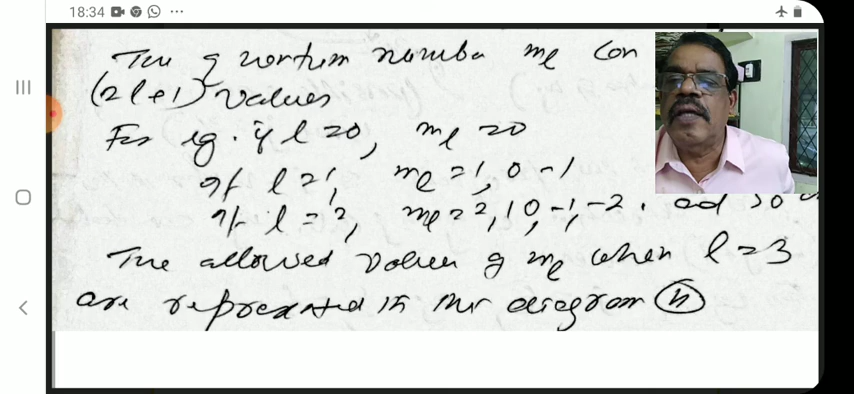 18:34
The quantum number ml can
(2l+1) values
For eg. if l=0, ml=0
If l=1, ml=1, 0 -1
If l=2, ml=2, 1 0, -1, -2. ad so
The allowed values of ml when l=3
are represented in the diagram (4)